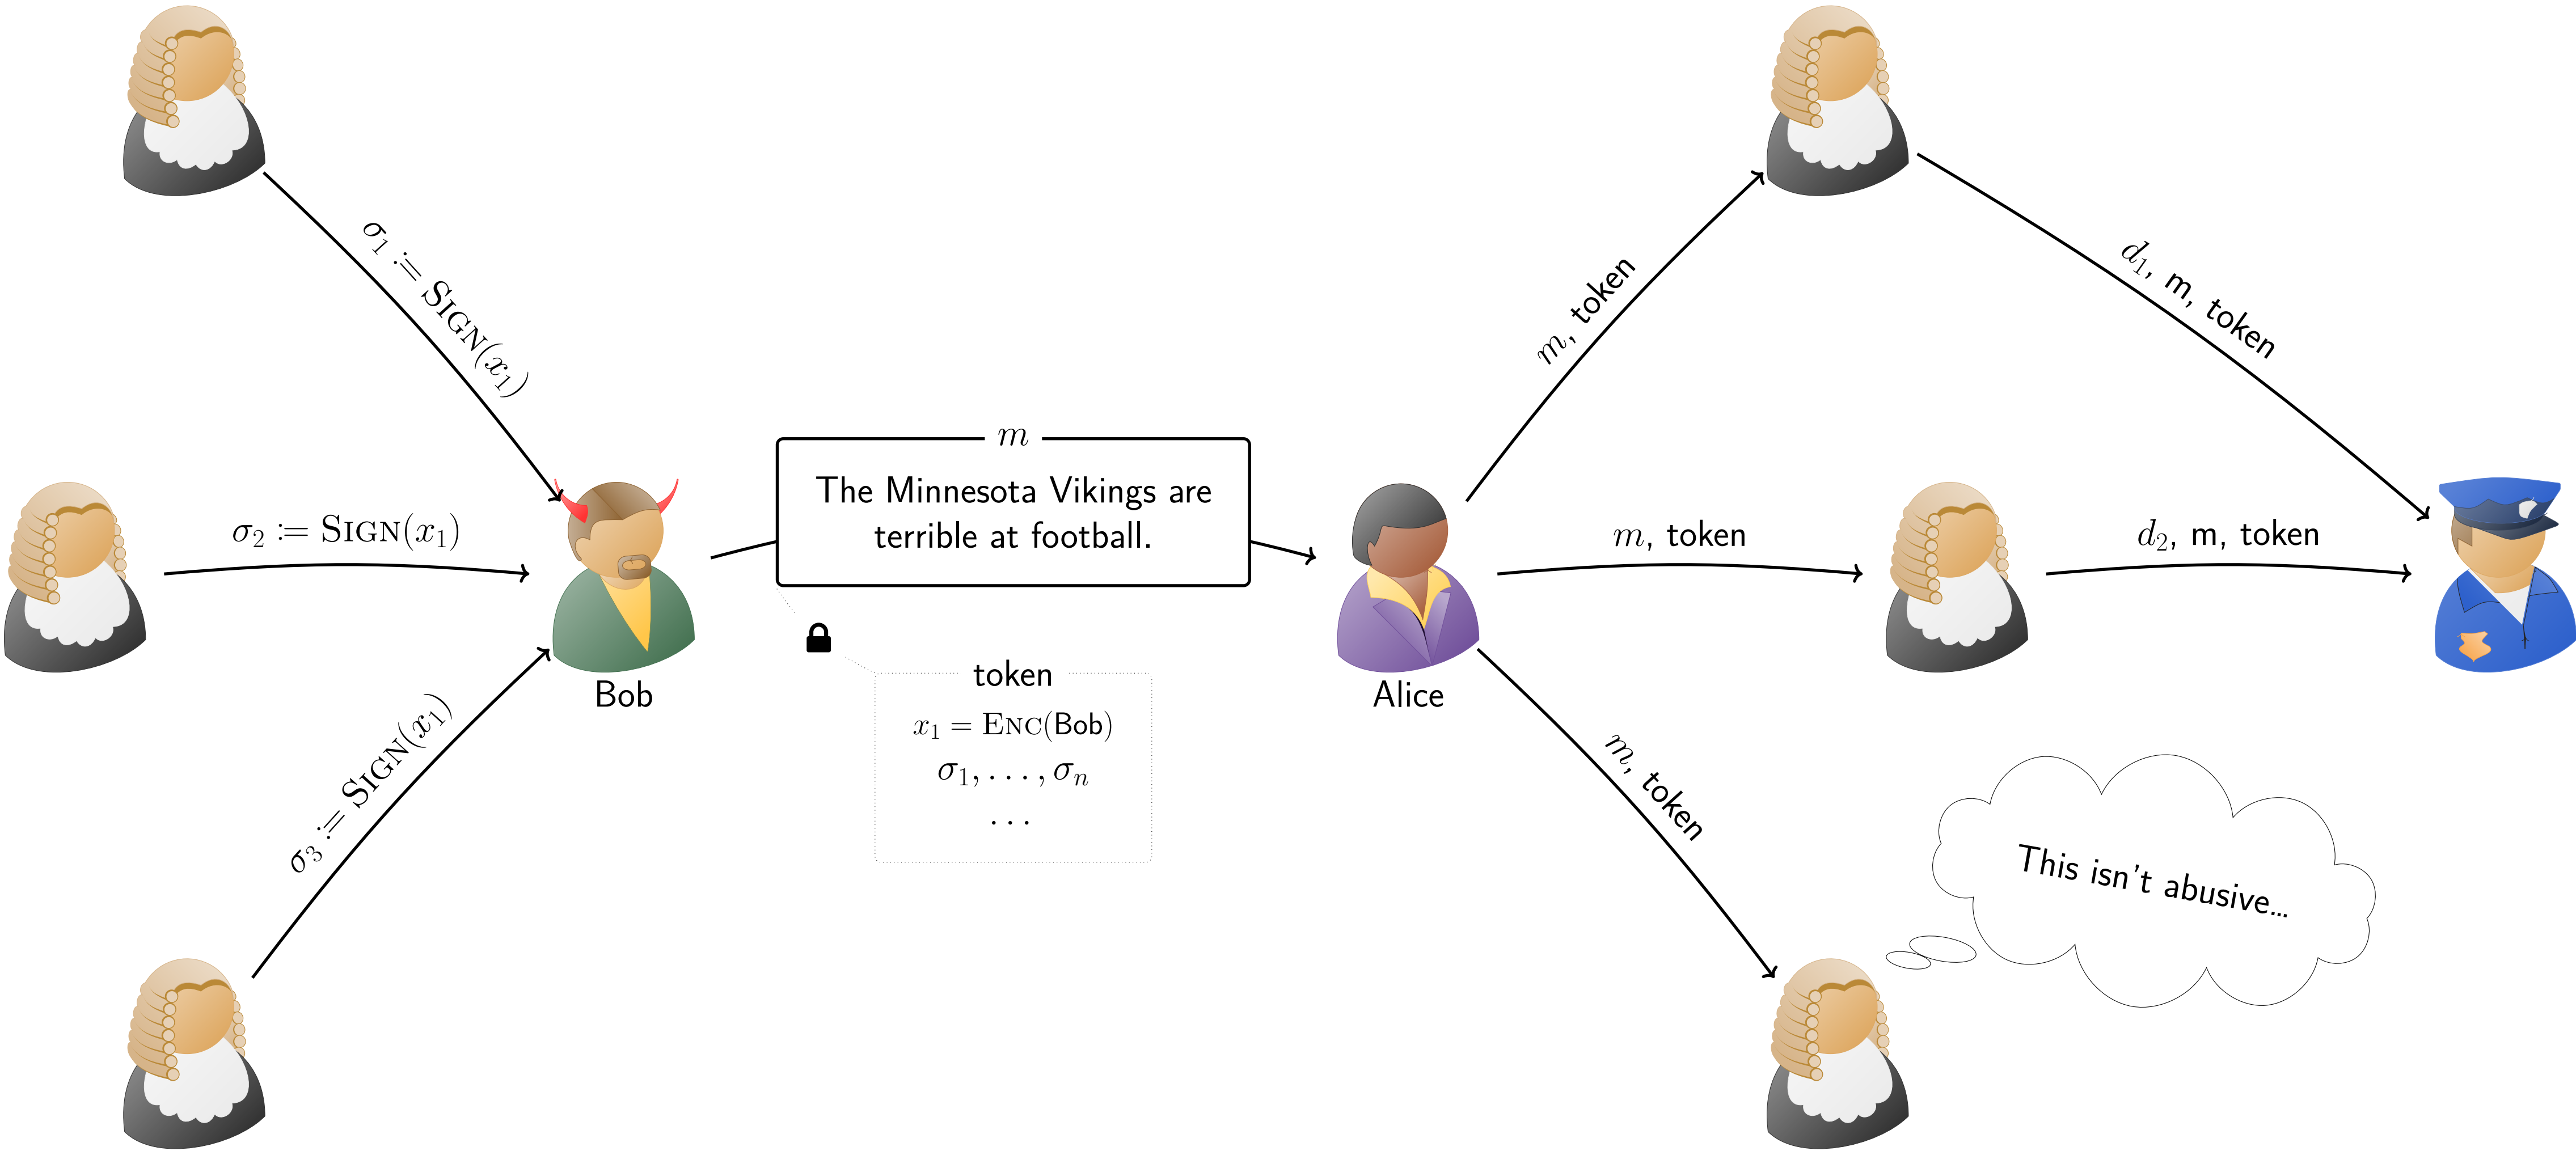 σ₁ := SIGN(x₁)
σ₂ := SIGN(x₁)
σ₃ := SIGN(x₁)
Bob
m
The Minnesota Vikings are
terrible at football.
token
x₁ = ENC(Bob)
σ₁, . . . , σₙ
. . .
Alice
m, token
m, token
m, token
d₁, m, token
d₂, m, token
This isn't abusive...